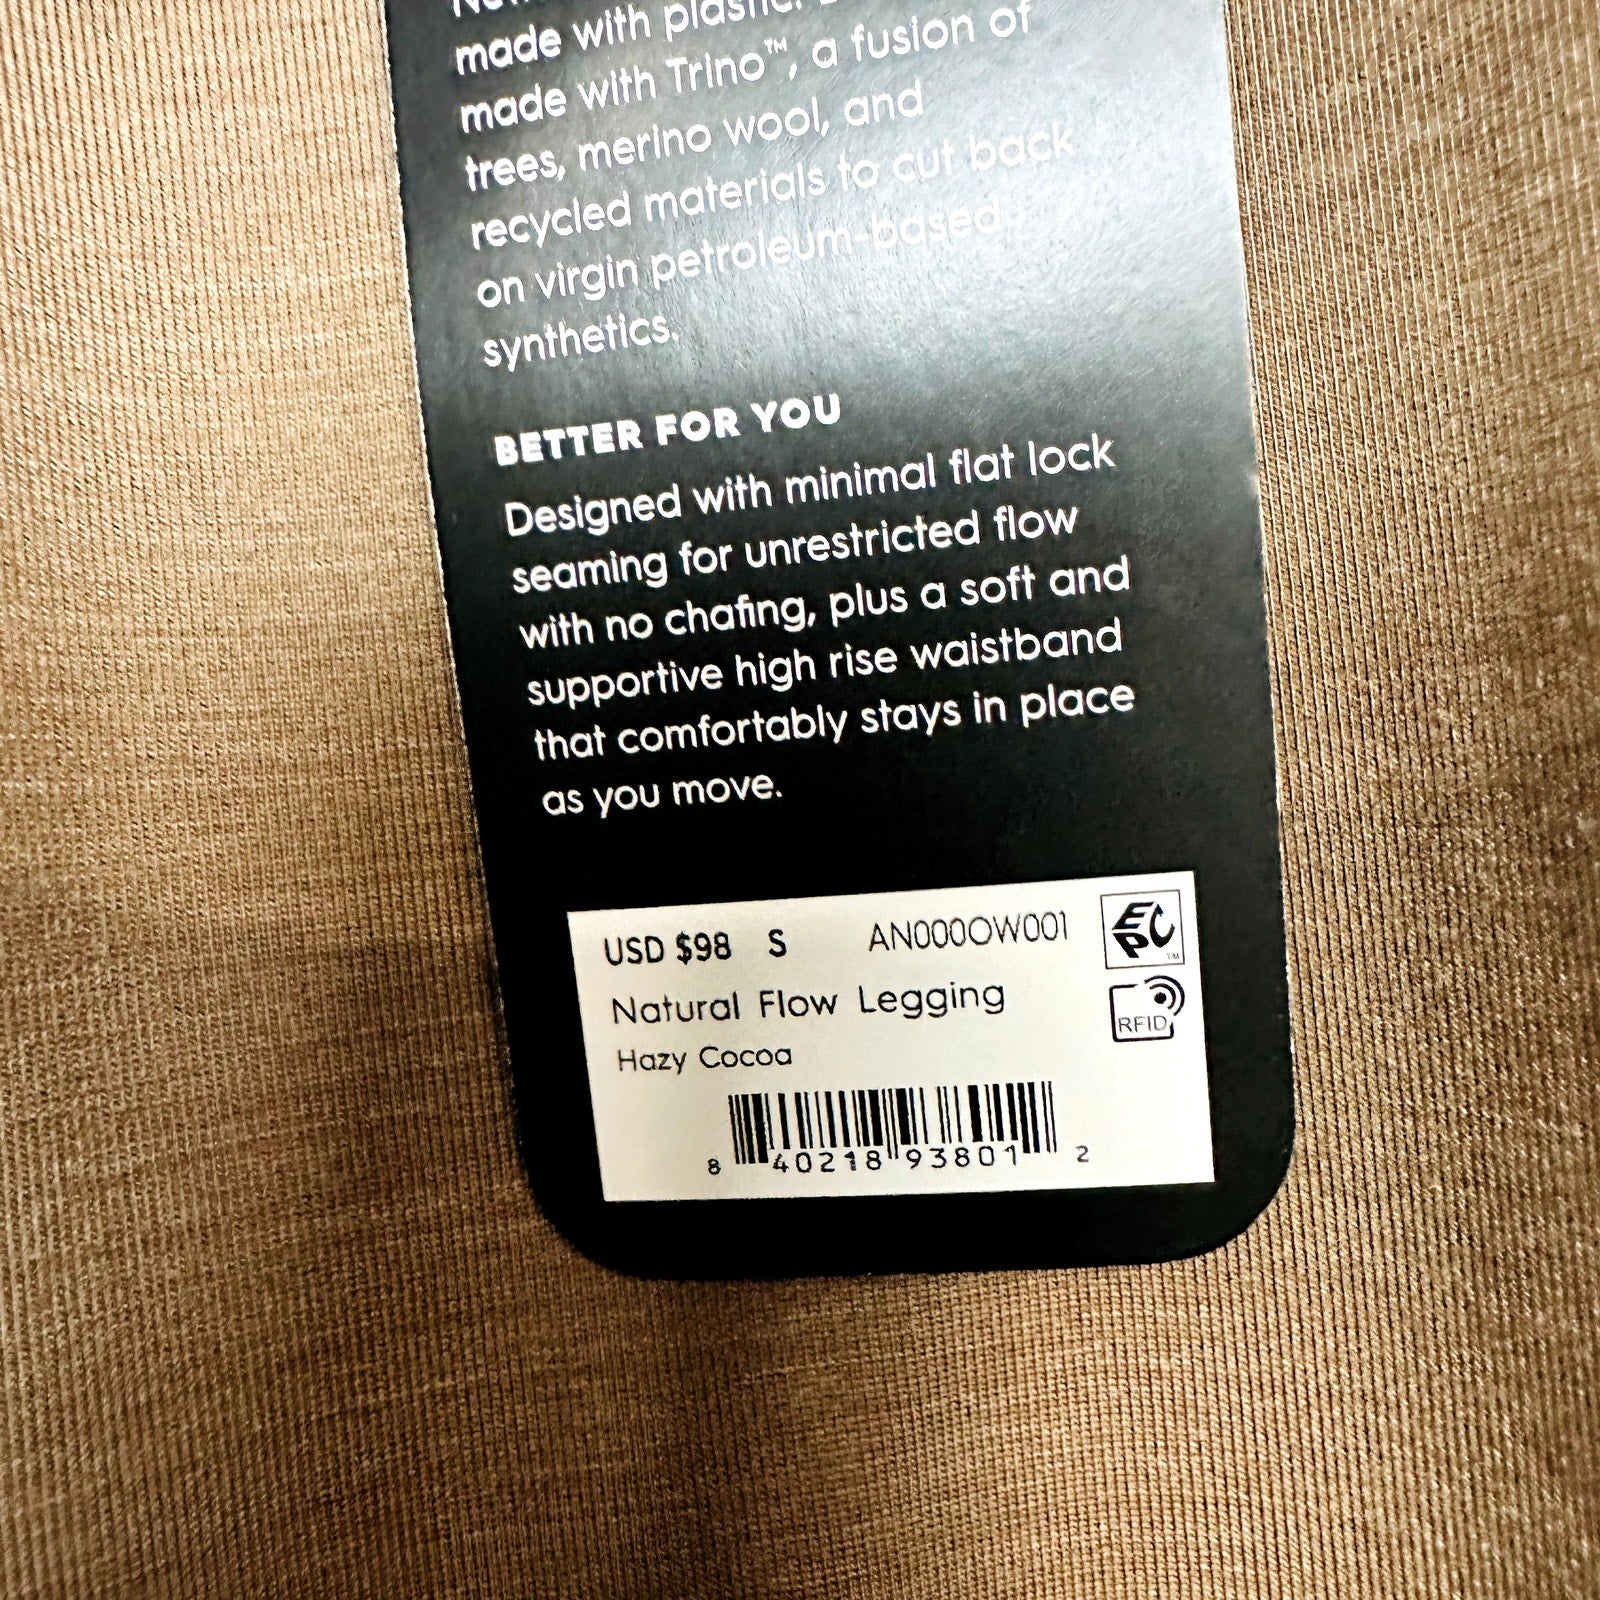 made with plastic.
made with Trino™, a fusion of
trees, merino wool, and
recycled materials to cut back
on virgin petroleum-based
synthetics.
BETTER FOR YOU
Designed with minimal flat lock
seaming for unrestricted flow
with no chafing, plus a soft and
supportive high rise waistband
that comfortably stays in place
as you move.
USD $98 S AN000OW001
EPC™
Natural Flow Legging
RFID
Hazy Cocoa
8 40218 93801 2